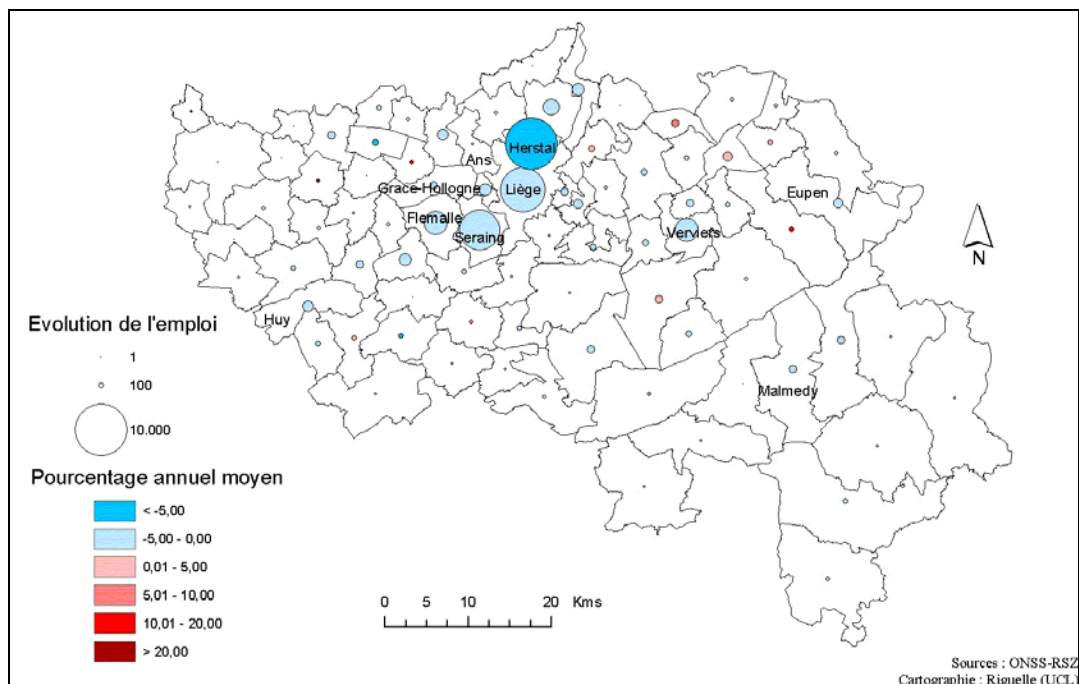 Herstal
Ans
Grace-Hollogne
Liège
Eupen
Flemalle
Seraing
Verviers
N
Huy
Malmedy
Evolution de l'emploi
1
100
10.000
Pourcentage annuel moyen
< -5,00
-5,00 - 0,00
0,01 - 5,00
5,01 - 10,00
10,01 - 20,00
> 20,00
0 5 10 20 Kms
Sources : ONSS-RSZ
Cartographie : Riguelle (UCL)